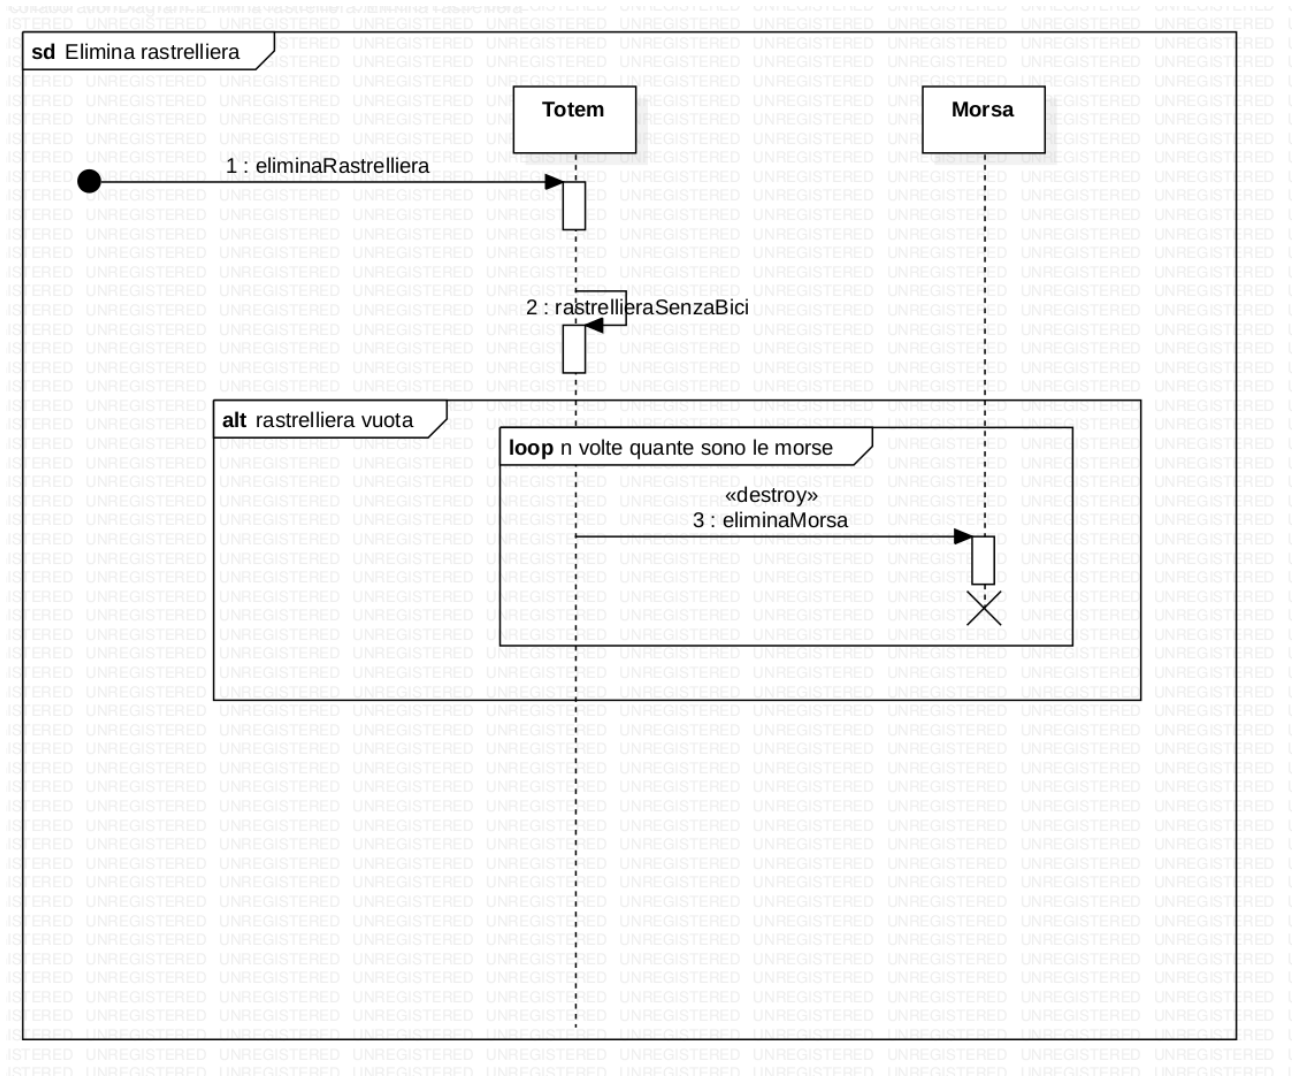 sd Elimina rastrelliera
Totem
Morsa
1 : eliminaRastrelliera
2 : rastrellieraSenzaBici
alt rastrelliera vuota
loop n volte quante sono le morse
«destroy»
3 : eliminaMorsa
UNREGISTERED